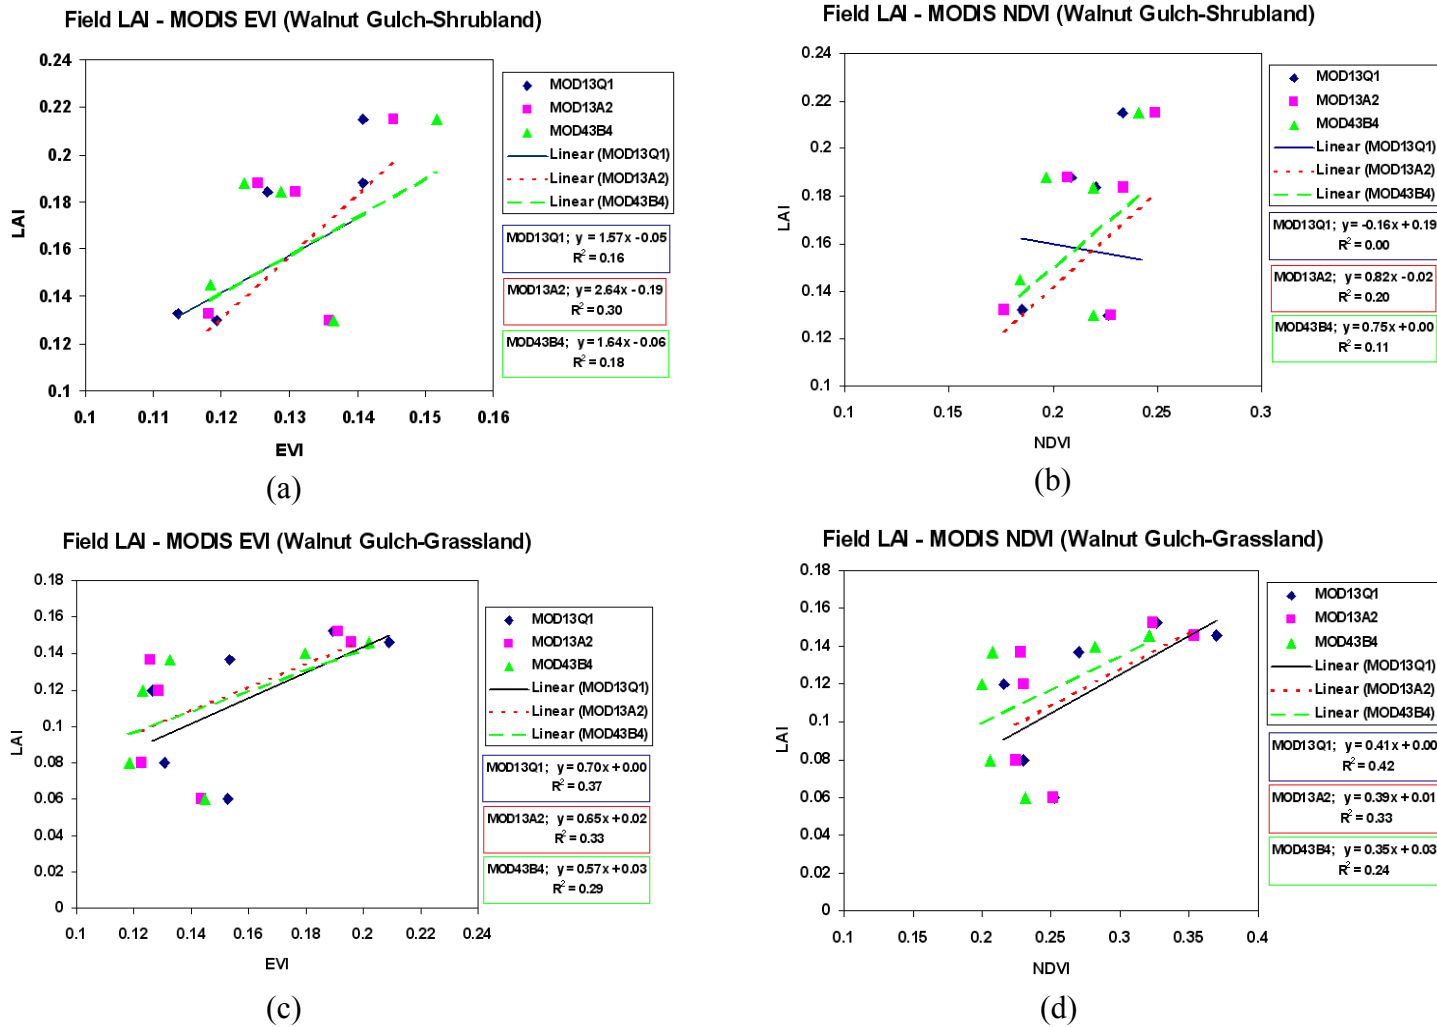 Field LAI - MODIS EVI (Walnut Gulch-Shrubland)
0.24
0.22
0.2
0.18
0.16
0.14
0.12
0.1
LAI
0.1 0.11 0.12 0.13 0.14 0.15 0.16
EVI
MOD13Q1
MOD13A2
MOD43B4
Linear (MOD13Q1)
Linear (MOD13A2)
Linear (MOD43B4)
MOD13Q1; y = 1.57x - 0.05
R² = 0.16
MOD13A2; y = 2.64x - 0.19
R² = 0.30
MOD43B4; y = 1.64x - 0.06
R² = 0.18
(a)
Field LAI - MODIS NDVI (Walnut Gulch-Shrubland)
0.24
0.22
0.2
0.18
0.16
0.14
0.12
0.1
LAI
0.1 0.15 0.2 0.25 0.3
NDVI
MOD13Q1
MOD13A2
MOD43B4
Linear (MOD13Q1)
Linear (MOD13A2)
Linear (MOD43B4)
MOD13Q1; y = -0.16x + 0.19
R² = 0.00
MOD13A2; y = 0.82x - 0.02
R² = 0.20
MOD43B4; y = 0.75x + 0.00
R² = 0.11
(b)
Field LAI - MODIS EVI (Walnut Gulch-Grassland)
0.18
0.16
0.14
0.12
0.1
0.08
0.06
0.04
0.02
0
LAI
0.1 0.12 0.14 0.16 0.18 0.2 0.22 0.24
EVI
MOD13Q1
MOD13A2
MOD43B4
Linear (MOD13Q1)
Linear (MOD13A2)
Linear (MOD43B4)
MOD13Q1; y = 0.70x + 0.00
R² = 0.37
MOD13A2; y = 0.65x + 0.02
R² = 0.33
MOD43B4; y = 0.57x + 0.03
R² = 0.29
(c)
Field LAI - MODIS NDVI (Walnut Gulch-Grassland)
0.18
0.16
0.14
0.12
0.1
0.08
0.06
0.04
0.02
0
LAI
0.1 0.15 0.2 0.25 0.3 0.35 0.4
NDVI
MOD13Q1
MOD13A2
MOD43B4
Linear (MOD13Q1)
Linear (MOD13A2)
Linear (MOD43B4)
MOD13Q1; y = 0.41x + 0.00
R² = 0.42
MOD13A2; y = 0.39x + 0.01
R² = 0.33
MOD43B4; y = 0.35x + 0.03
R² = 0.24
(d)